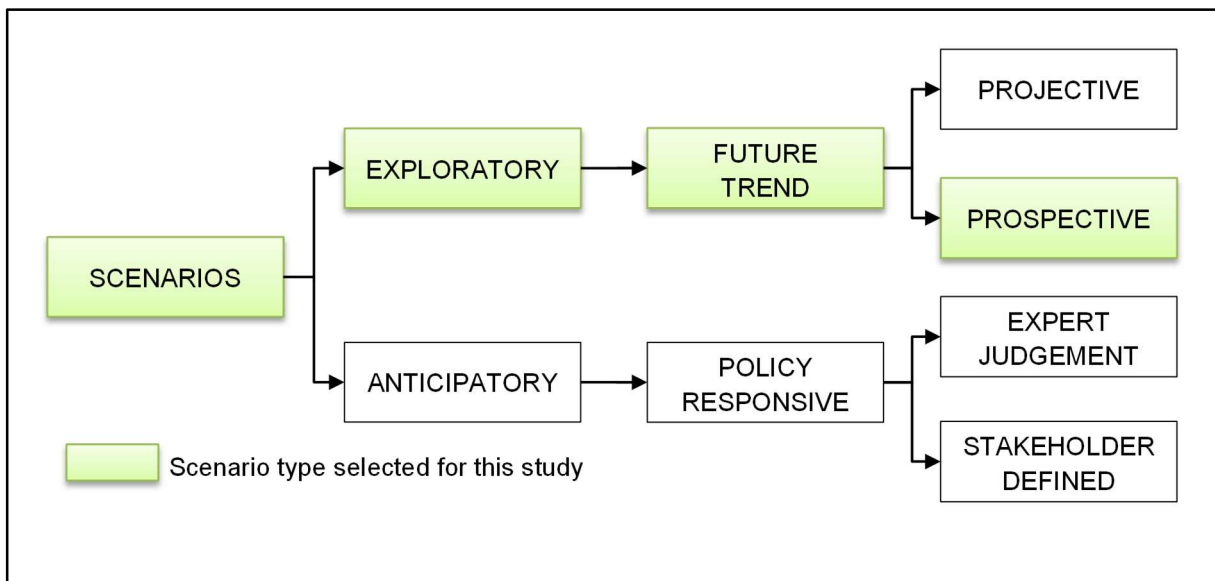 PROJECTIVE
EXPLORATORY
FUTURE
TREND
PROSPECTIVE
SCENARIOS
EXPERT
JUDGEMENT
ANTICIPATORY
POLICY
RESPONSIVE
STAKEHOLDER
DEFINED
Scenario type selected for this study